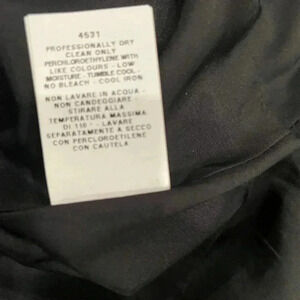 4531
PROFESSIONALLY DRY
CLEAN ONLY
PERCHLOROETHYLENE WITH
LIKE COLOURS - LOW
MOISTURE - TUMBLE COOL -
NO BLEACH - COOL IRON
NON LAVARE IN ACQUA -
NON CANDEGGIARE -
STIRARE ALLA
TEMPERATURA MASSIMA
DI 110° - LAVARE
SEPARATAMENTE A SECCO
CON PERCLOROETILENE
CON CAUTELA